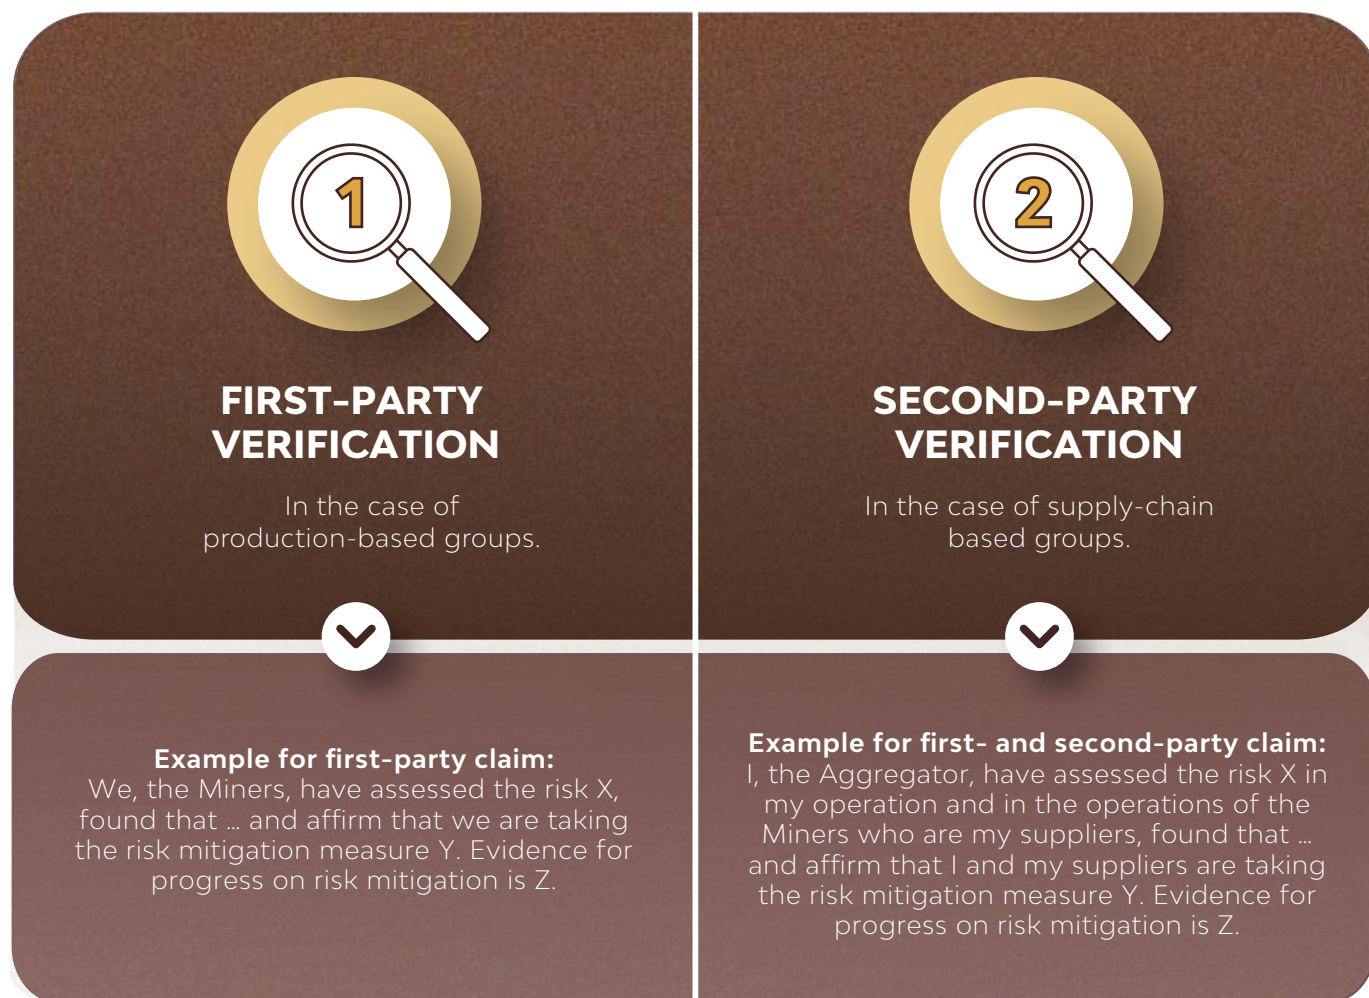 1
FIRST-PARTY
VERIFICATION
In the case of
production-based groups.
Example for first-party claim:
We, the Miners, have assessed the risk X,
found that ... and affirm that we are taking
the risk mitigation measure Y. Evidence for
progress on risk mitigation is Z.
2
SECOND-PARTY
VERIFICATION
In the case of supply-chain
based groups.
Example for first- and second-party claim:
I, the Aggregator, have assessed the risk X in
my operation and in the operations of the
Miners who are my suppliers, found that ...
and affirm that I and my suppliers are taking
the risk mitigation measure Y. Evidence for
progress on risk mitigation is Z.